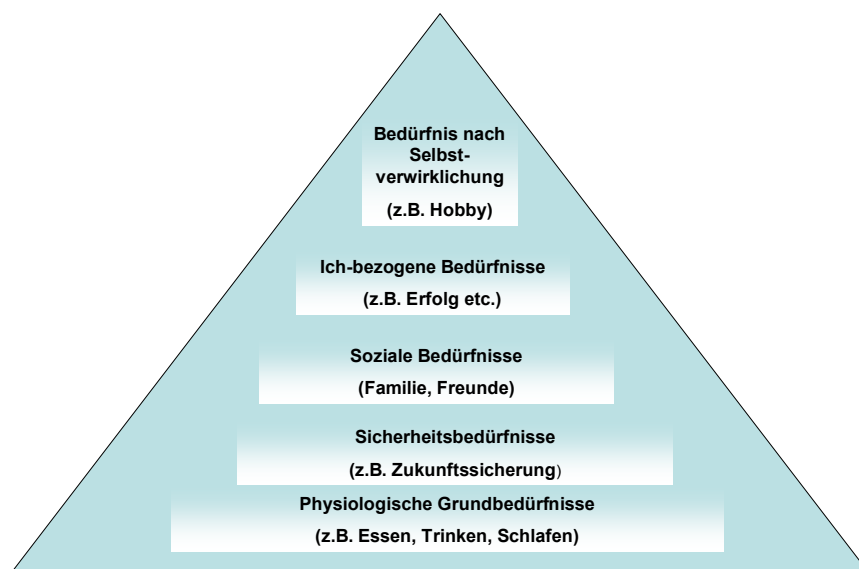 Bedürfnis nach
Selbst-
verwirklichung
(z.B. Hobby)
Ich-bezogene Bedürfnisse
(z.B. Erfolg etc.)
Soziale Bedürfnisse
(Familie, Freunde)
Sicherheitsbedürfnisse
(z.B. Zukunftssicherung)
Physiologische Grundbedürfnisse
(z.B. Essen, Trinken, Schlafen)